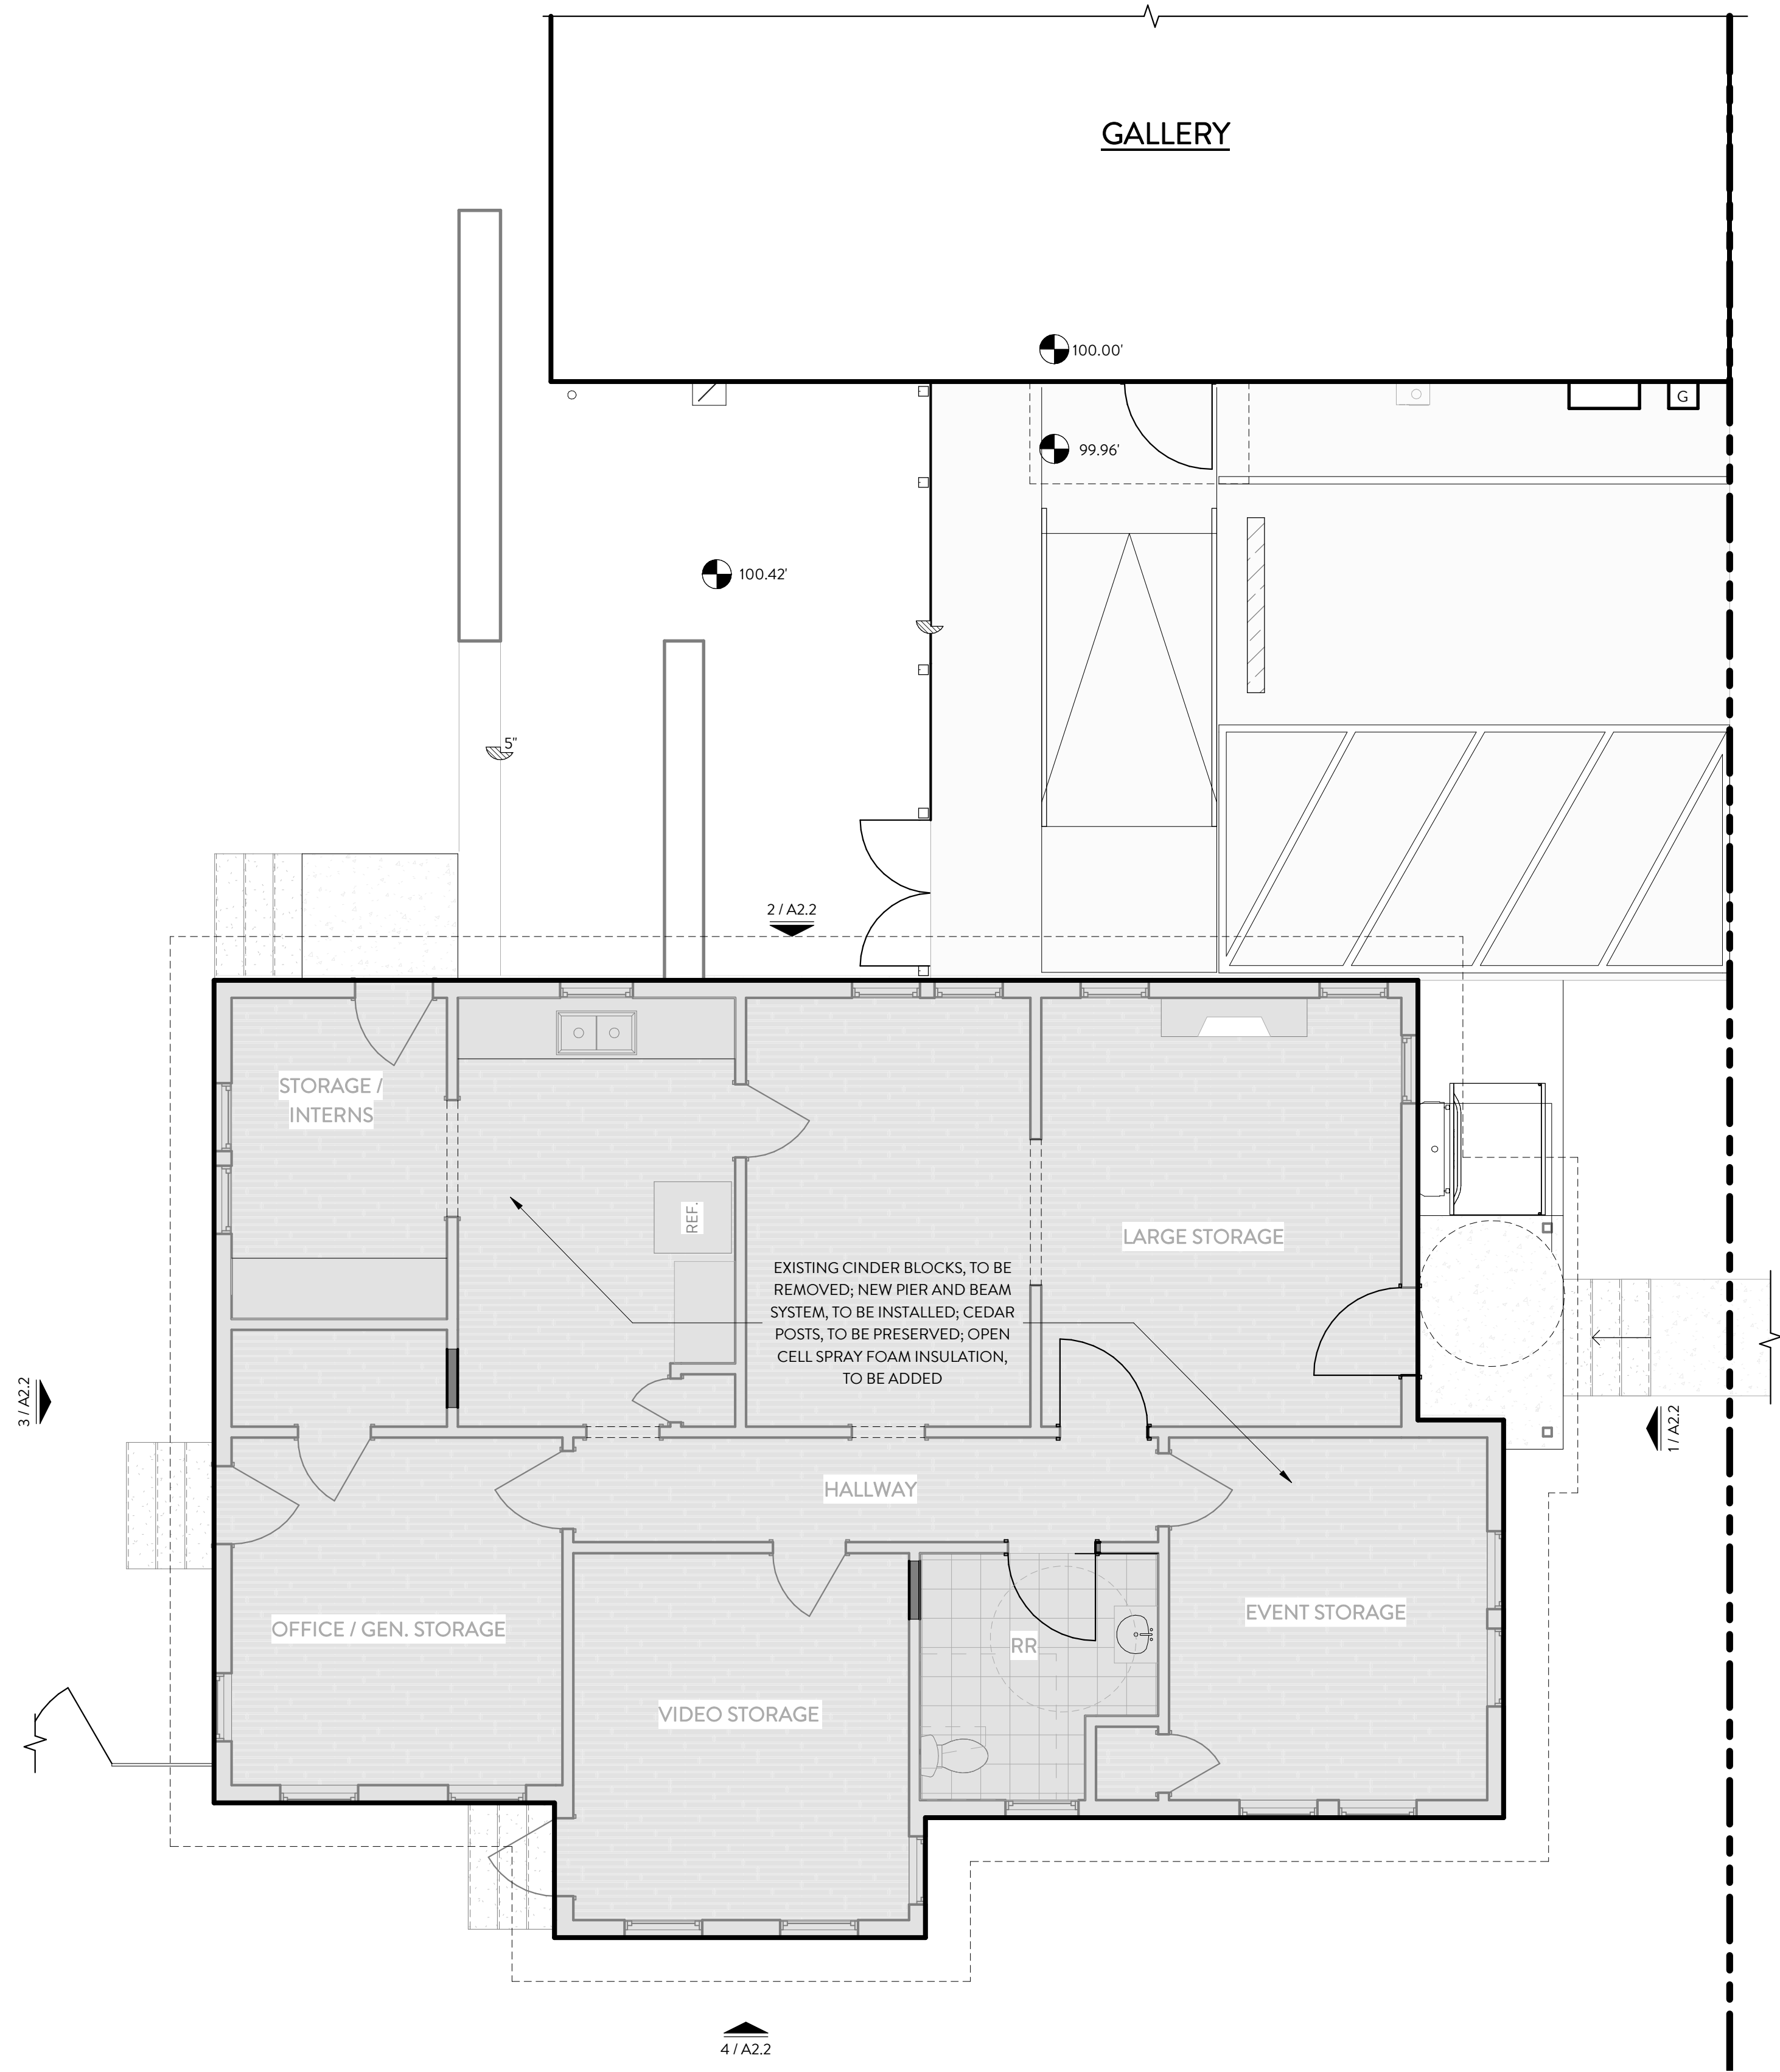 GALLERY
100.00'
G
99.96'
100.42'
5"
2 / A2.2
STORAGE /
INTERNS
REF.
LARGE STORAGE
EXISTING CINDER BLOCKS, TO BE
REMOVED; NEW PIER AND BEAM
SYSTEM, TO BE INSTALLED; CEDAR
POSTS, TO BE PRESERVED; OPEN
CELL SPRAY FOAM INSULATION,
TO BE ADDED
3 / A2.2
1 / A2.2
HALLWAY
OFFICE / GEN. STORAGE
EVENT STORAGE
RR
VIDEO STORAGE
4 / A2.2